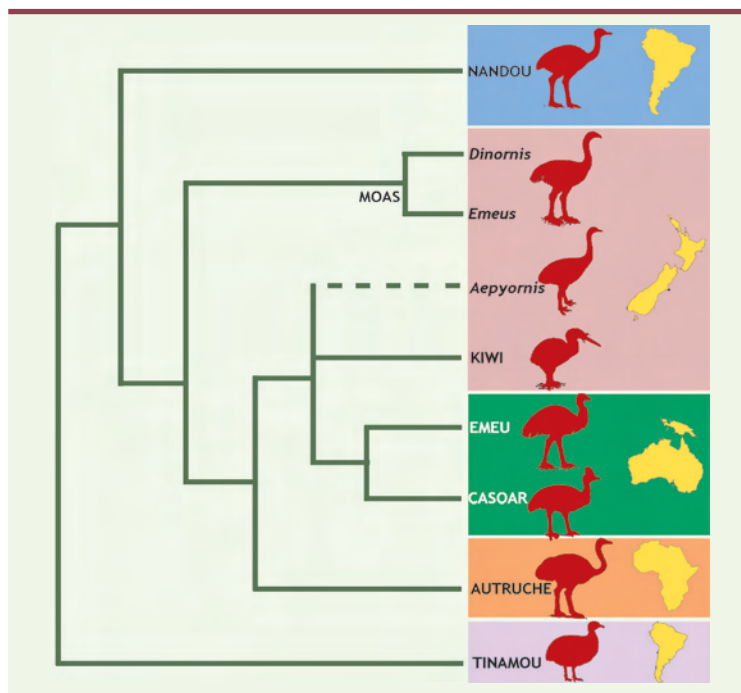 NANDOU
Dinornis
MOAS
Emeus
Aepyornis
KIWI
EMEU
CASOAR
AUTRUCHE
TINAMOU